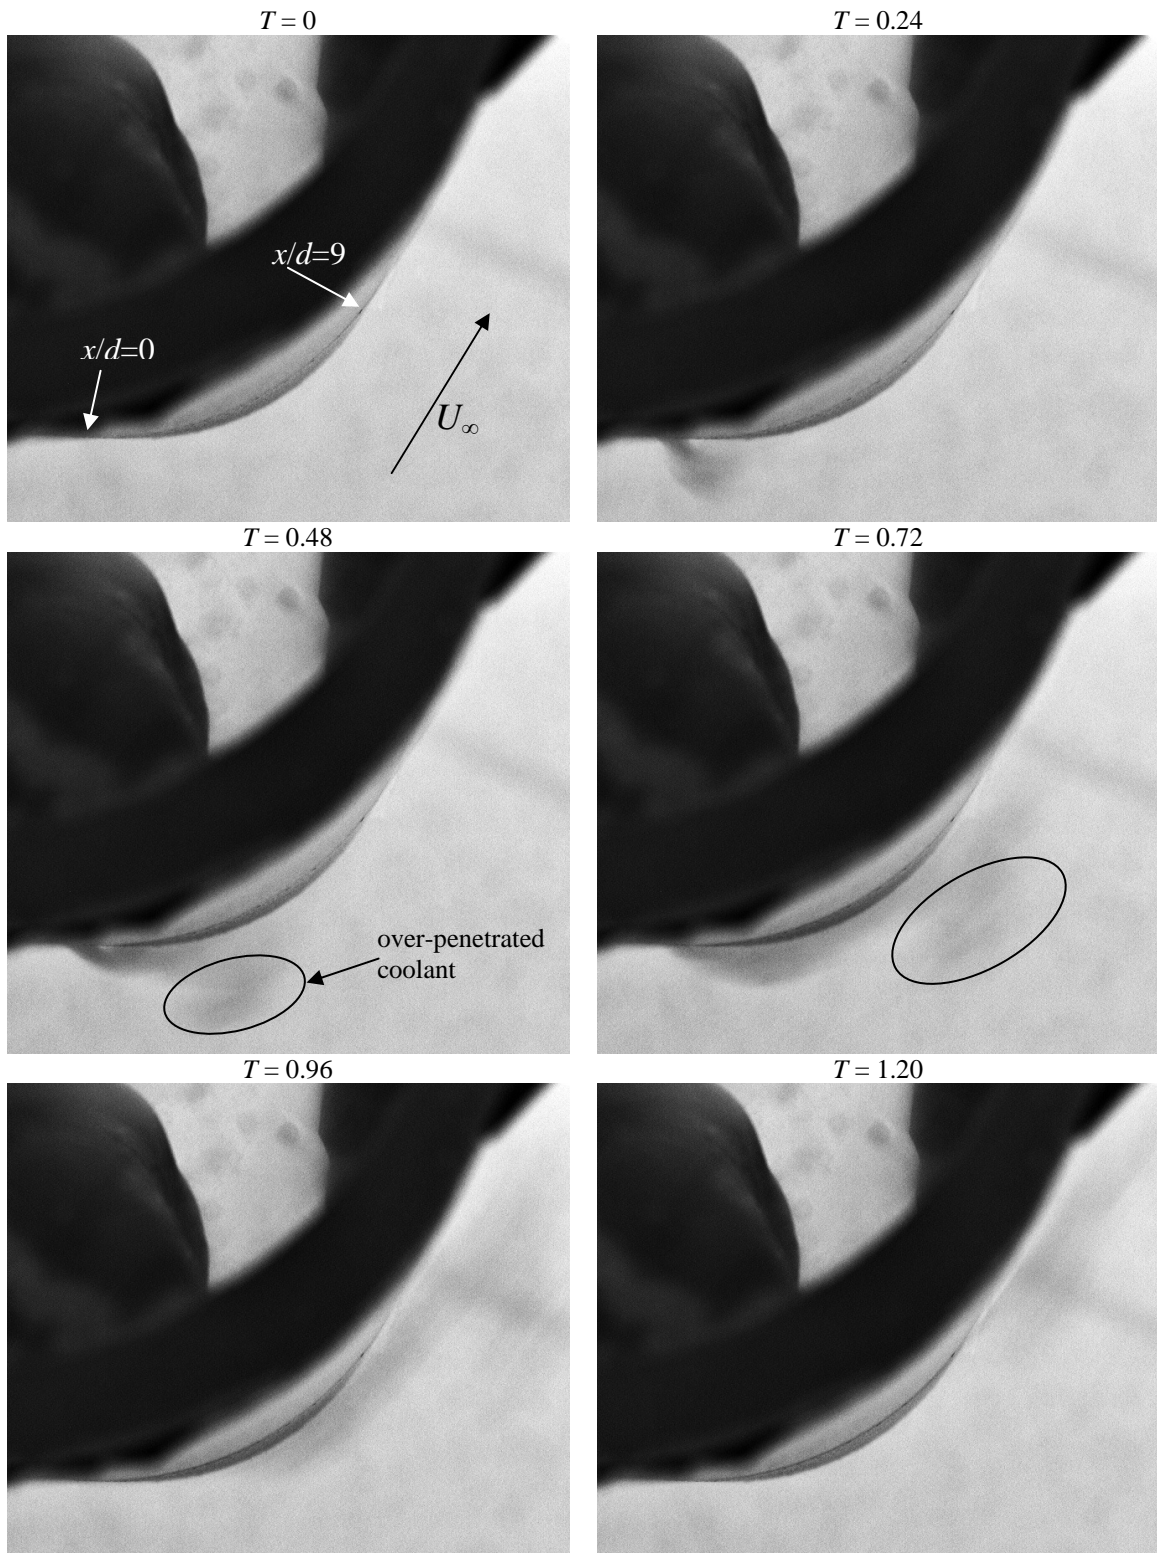 T = 0
T = 0.24
x/d=9
x/d=0
U∞
T = 0.48
T = 0.72
over-penetrated
coolant
T = 0.96
T = 1.20